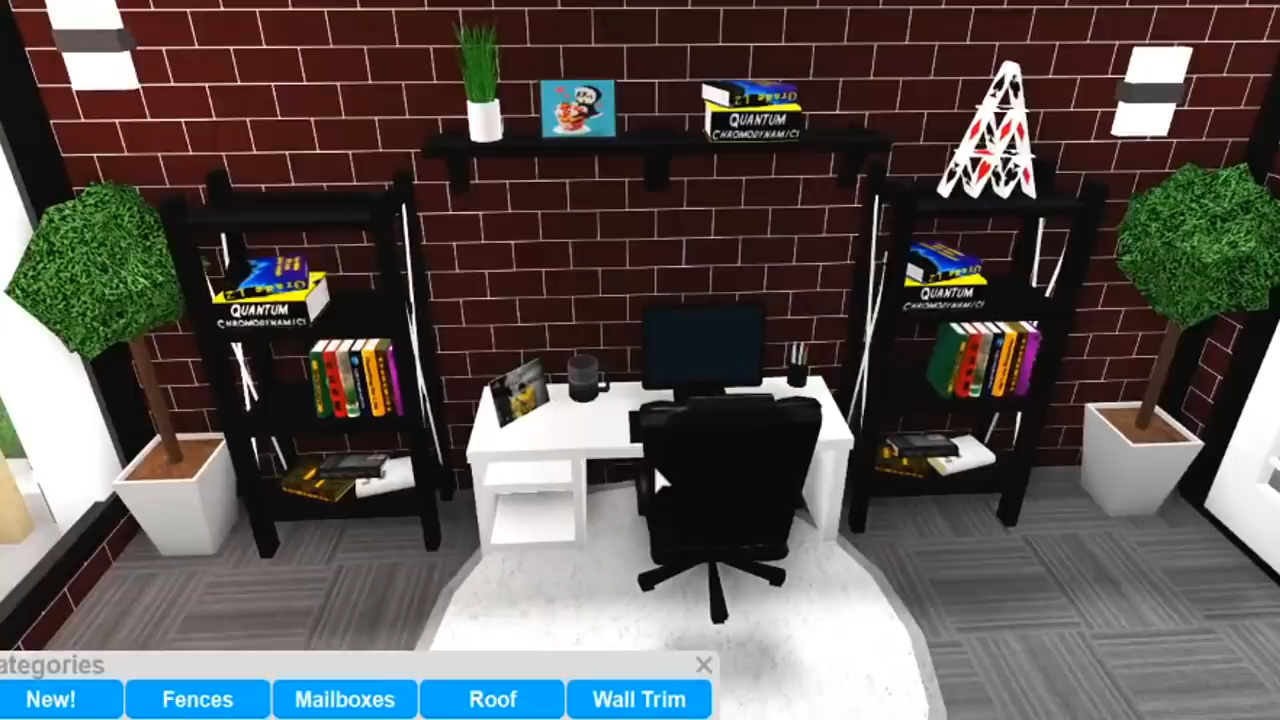 QUANTUM
CHROMODYNAMICS
QUANTUM
CHROMODYNAMICS
QUANTUM
CHROMODYNAMICS
ategories
New!
Fences
Mailboxes
Roof
Wall Trim